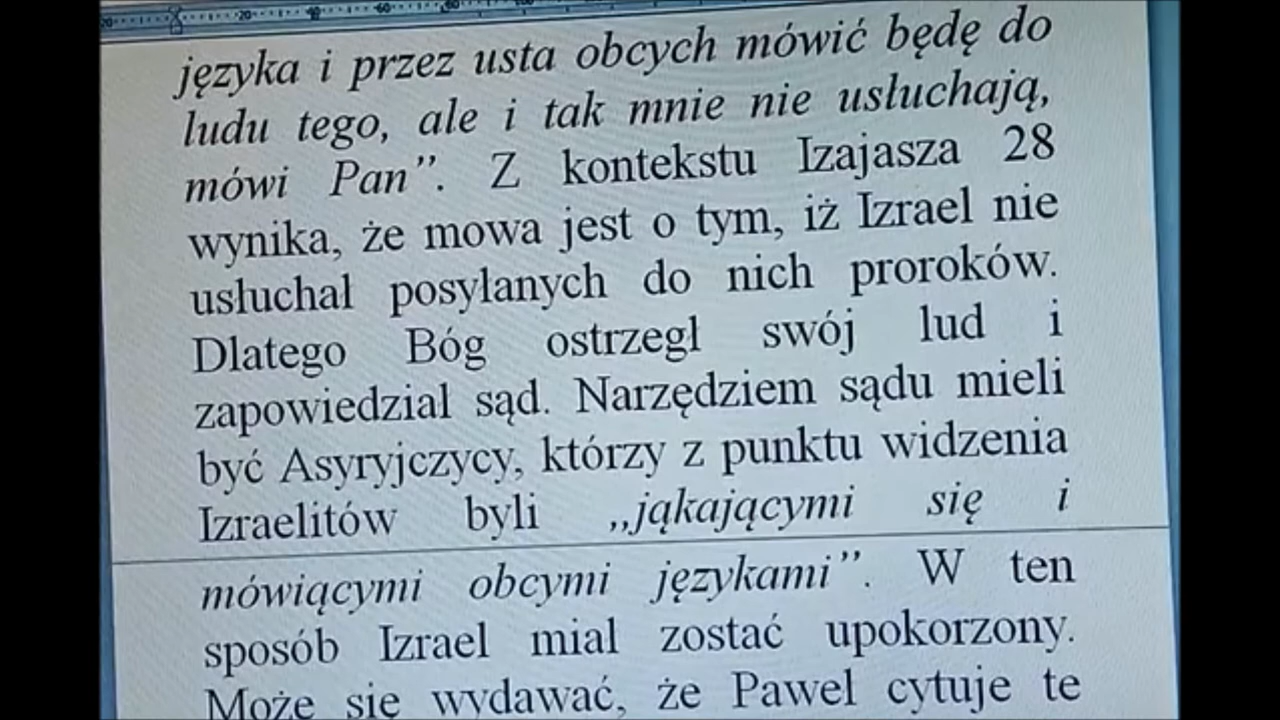 języka i przez usta obcych mówić będę do
ludu tego, ale i tak mnie nie usłuchają,
mówi Pan”. Z kontekstu Izajasza 28
wynika, że mowa jest o tym, iż Izrael nie
usłuchał posyłanych do nich proroków.
Dlatego Bóg ostrzegł swój lud i
zapowiedział sąd. Narzędziem sądu mieli
być Asyryjczycy, którzy z punktu widzenia
Izraelitów byli „jąkającymi się i
mówiącymi obcymi językami”. W ten
sposób Izrael miał zostać upokorzony.
Może się wydawać, że Paweł cytuje te